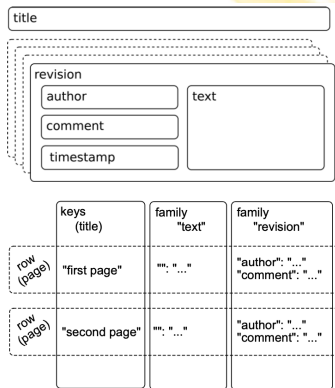 title
revision
author
text
comment
timestamp
keys
(title)
family
"text"
family
"revision"
row
(page)
"first page"
"": "..."
"author": "..."
"comment": "..."
row
(page)
"second page"
"": "..."
"author": "..."
"comment": "..."